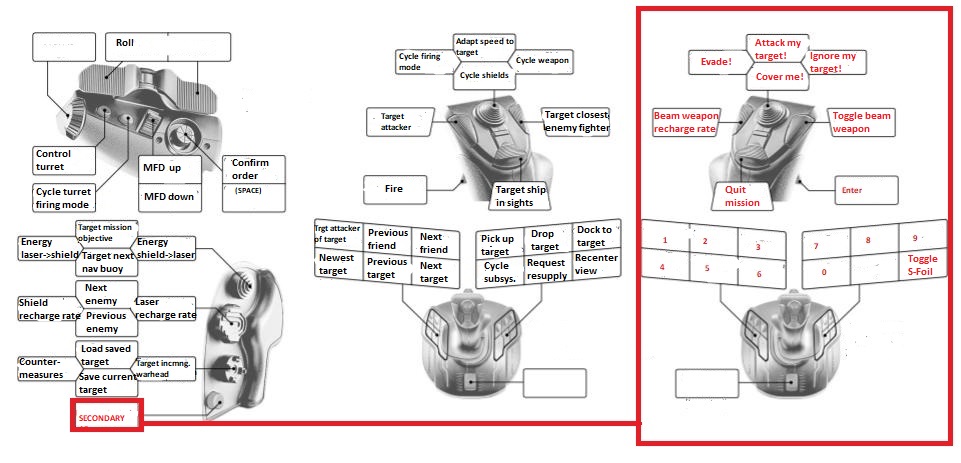 Roll
Control
turret
Cycle turret
firing mode
MFD up
MFD down
Confirm
order
(SPACE)
Target mission
objective
Energy
laser->shield
Energy
shield->laser
Target next
nav buoy
Next
enemy
Shield
recharge rate
Laser
recharge rate
Previous
enemy
Load saved
target
Counter-
measures
Target incmng.
warhead
Save current
target
SECONDARY
Adapt speed to
target
Cycle firing
mode
Cycle weapon
Cycle shields
Target
attacker
Target closest
enemy fighter
Fire
Target ship
in sights
Trgt attacker
of target
Previous
friend
Next
friend
Newest
target
Previous
target
Next
target
Pick up
target
Drop
target
Dock to
target
Cycle
subsys.
Request
resupply
Recenter
view
Attack my
target!
Evade!
Ignore my
target!
Cover me!
Beam weapon
recharge rate
Toggle beam
weapon
Quit
mission
Enter
1
2
3
4
5
6
7
8
9
0
Toggle
S-Foil